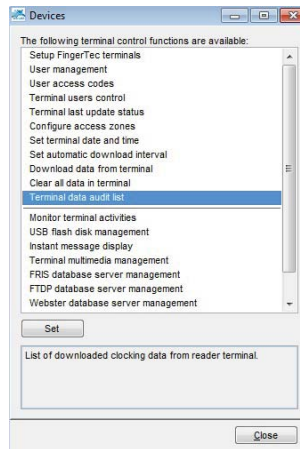 Devices
The following terminal control functions are available:
Setup FingerTec terminals
User management
User access codes
Terminal users control
Terminal last update status
Configure access zones
Set terminal date and time
Set automatic download interval
Download data from terminal
Clear all data in terminal
Terminal data audit list
Monitor terminal activities
USB flash disk management
Instant message display
Terminal multimedia management
FRIS database server management
FTDP database server management
Webster database server management
Set
List of downloaded clocking data from reader terminal.
Close